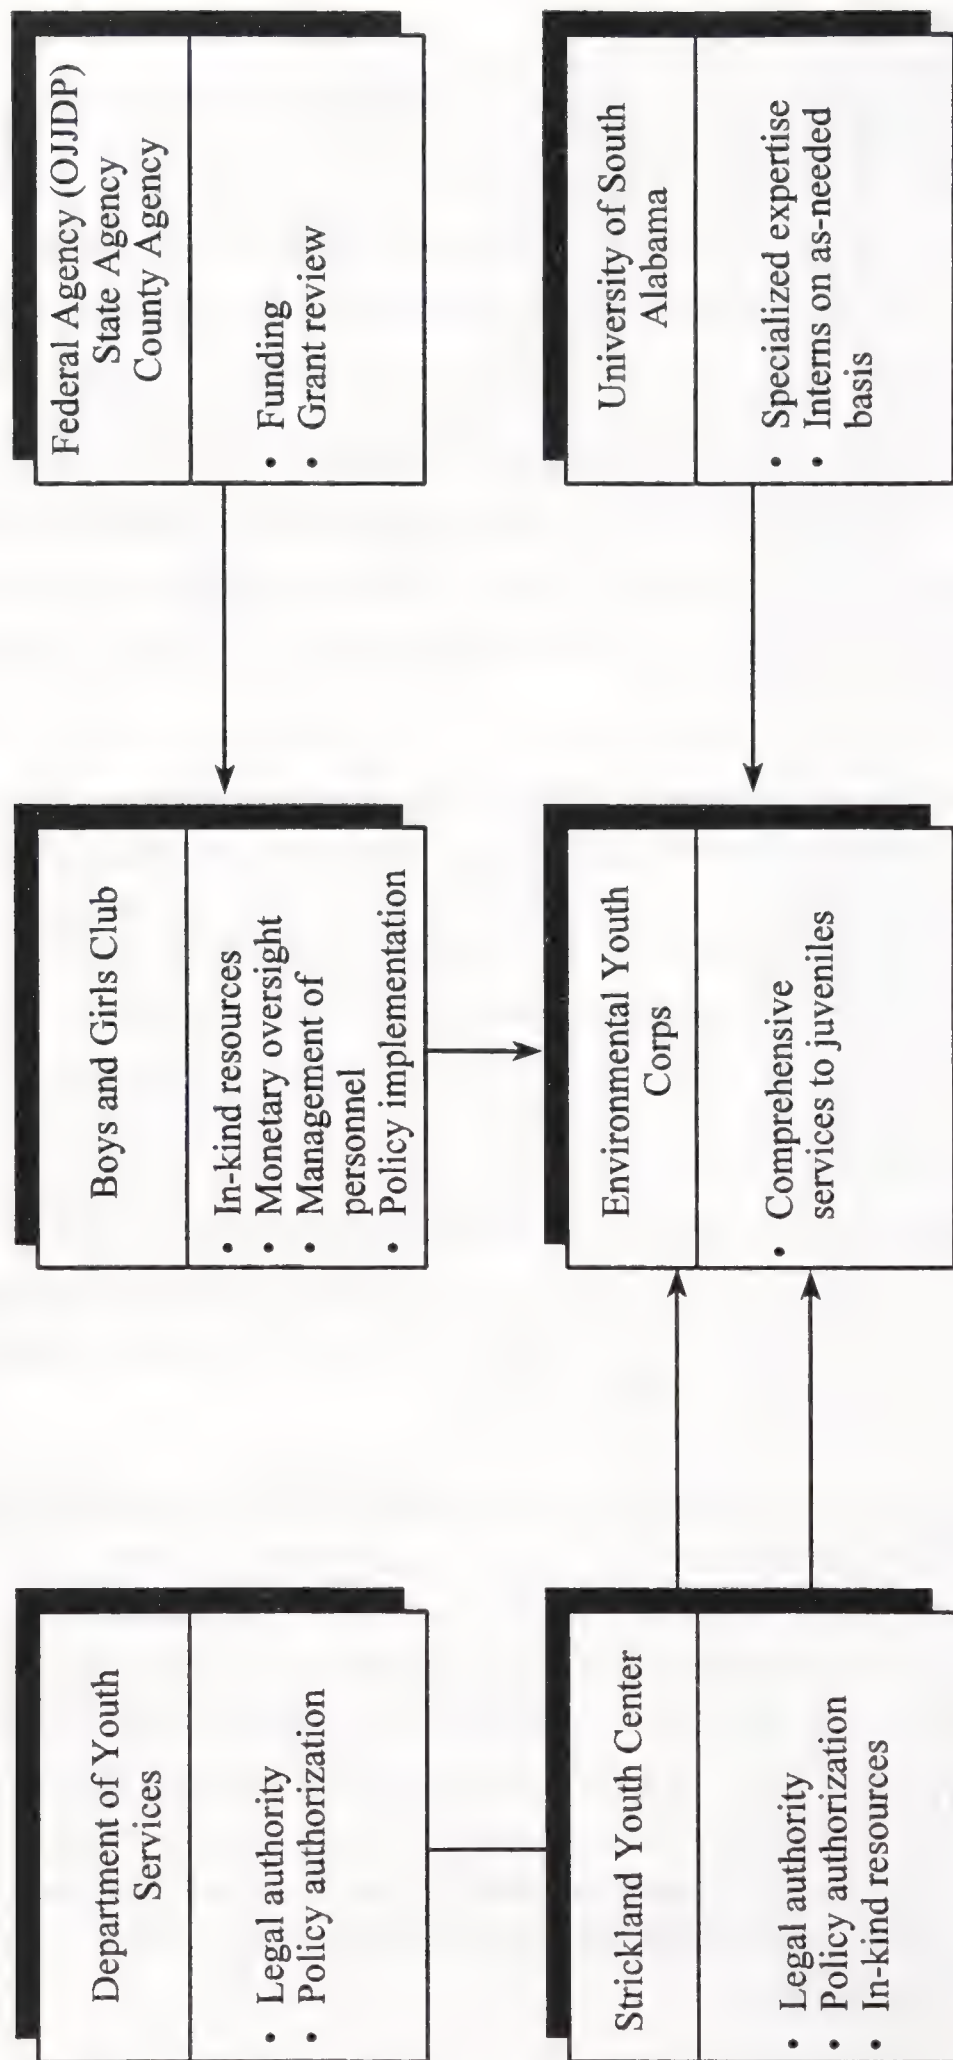 Department of Youth
Services
• Legal authority
• Policy authorization
Boys and Girls Club
• In-kind resources
• Monetary oversight
• Management of
personnel
• Policy implementation
Federal Agency (OJJDP)
State Agency
County Agency
• Funding
• Grant review
Strickland Youth Center
• Legal authority
• Policy authorization
• In-kind resources
Environmental Youth
Corps
• Comprehensive
services to juveniles
University of South
Alabama
• Specialized expertise
• Interns on as-needed
basis